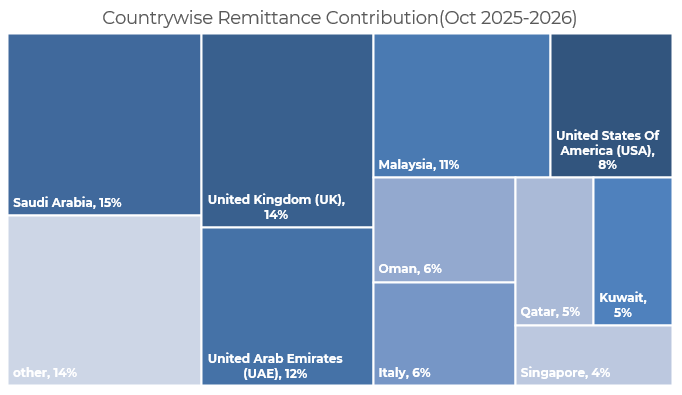 Countrywise Remittance Contribution(Oct 2025-2026)
Saudi Arabia, 15%
other, 14%
United Kingdom (UK),
14%
United Arab Emirates
(UAE), 12%
Malaysia, 11%
United States Of
America (USA),
8%
Oman, 6%
Italy, 6%
Qatar, 5%
Kuwait,
5%
Singapore, 4%